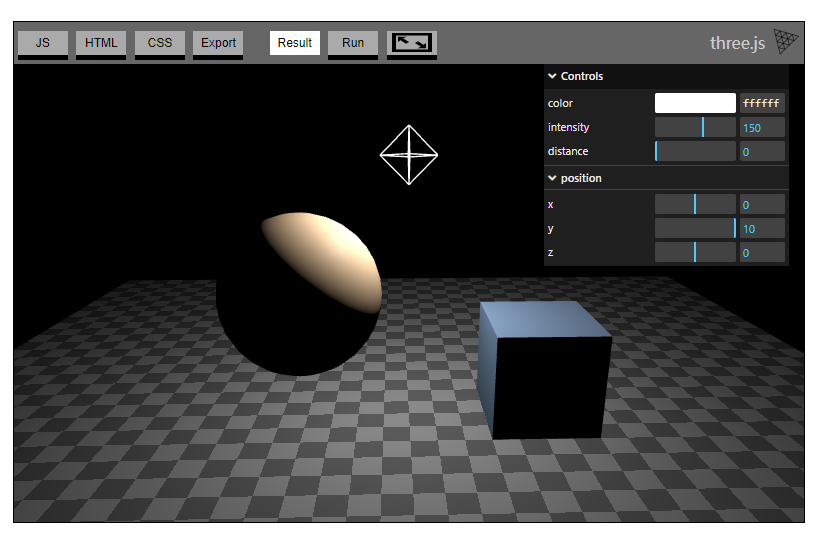 JS HTML CSS Export Result Run three.js
Controls
color ffffff
intensity 150
distance 0
position
x 0
y 10
z 0